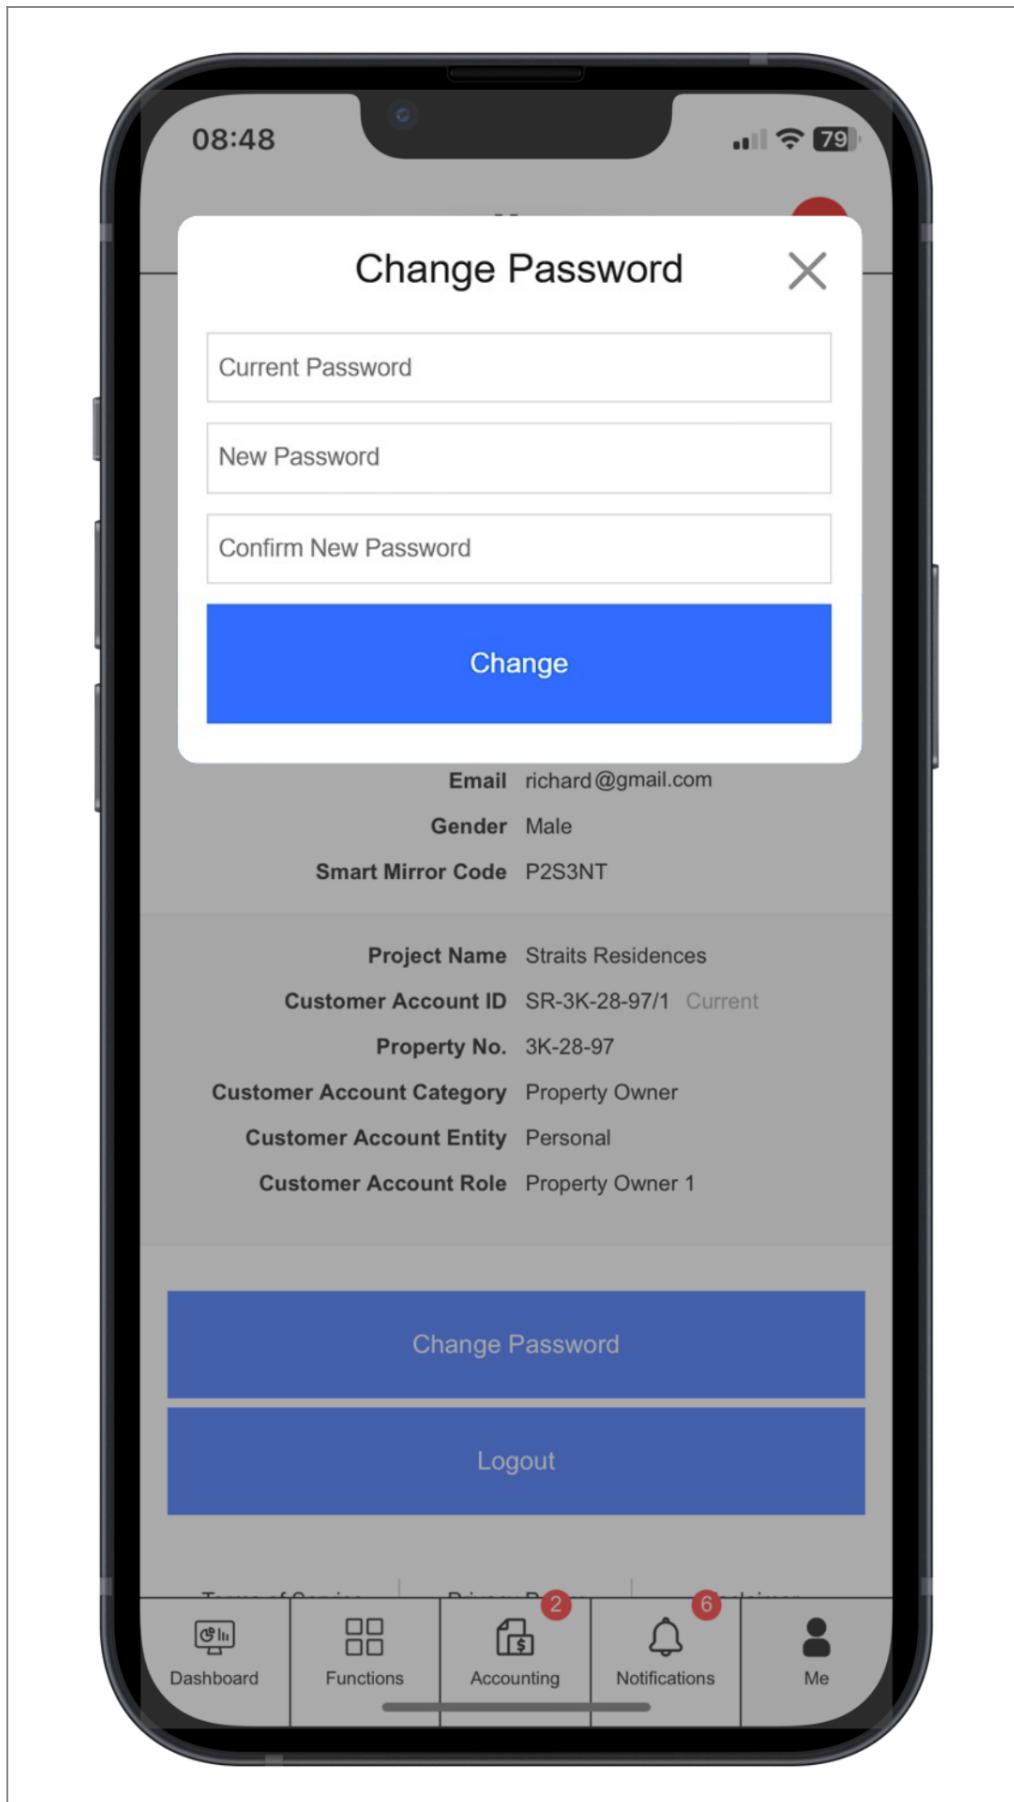 08:48
79
Change Password
Current Password
New Password
Confirm New Password
Change
Email richard@gmail.com
Gender Male
Smart Mirror Code P2S3NT
Project Name Straits Residences
Customer Account ID SR-3K-28-97/1 Current
Property No. 3K-28-97
Customer Account Category Property Owner
Customer Account Entity Personal
Customer Account Role Property Owner 1
Change Password
Logout
2
6
Dashboard
Functions
Accounting
Notifications
Me